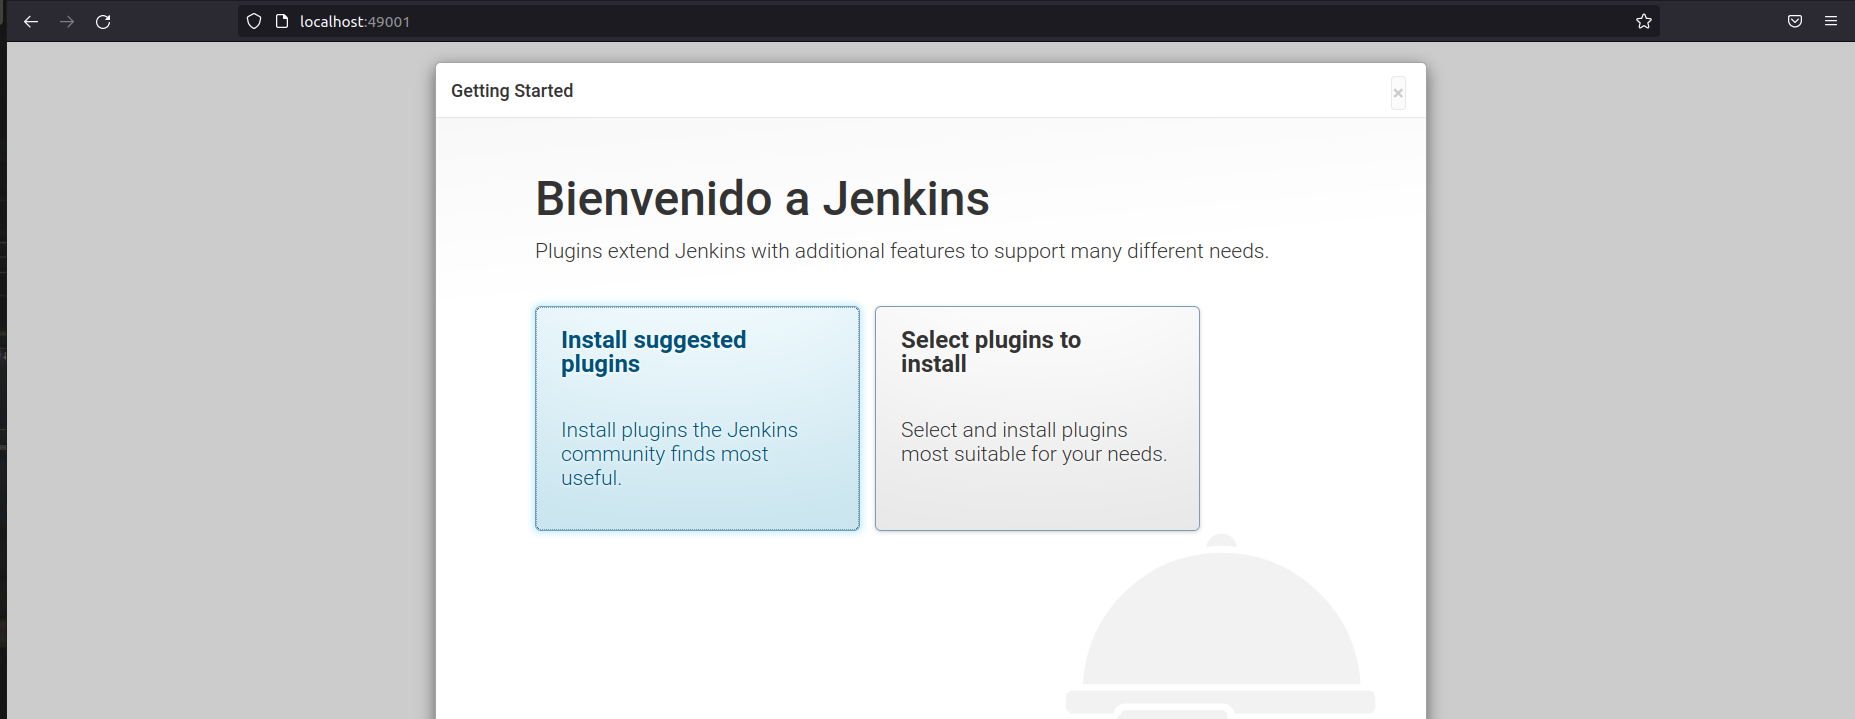 localhost:49001
Getting Started
×
Bienvenido a Jenkins
Plugins extend Jenkins with additional features to support many different needs.
Install suggested
plugins
Install plugins the Jenkins
community finds most
useful.
Select plugins to
install
Select and install plugins
most suitable for your needs.